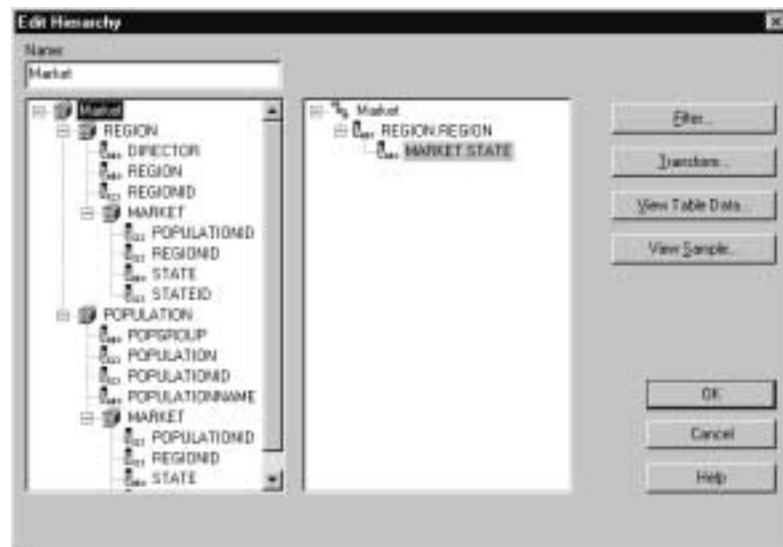 Edit Hierarchy
Name:
Market
Market
REGION
DIRECTOR
REGION
REGIONID
MARKET
POPULATIONID
REGIONID
STATE
STATEID
POPULATION
POPGROUP
POPULATION
POPULATIONID
POPULATIONNAME
MARKET
POPULATIONID
REGIONID
STATE
Market
REGION.REGION
MARKET.STATE
Filter...
Transform...
View Table Data...
View Sample...
OK
Cancel
Help